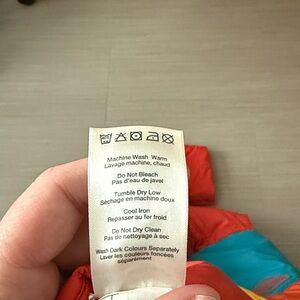 Machine Wash Warm
Lavage machine, chaud
Do Not Bleach
Pas d'eau de javel
Tumble Dry Low
Séchage en machine doux
Cool Iron
Repasser au fer froid
Do Not Dry Clean
Pas de nettoyage à sec
Wash Dark Colours Separately
Laver les couleurs foncées
séparément